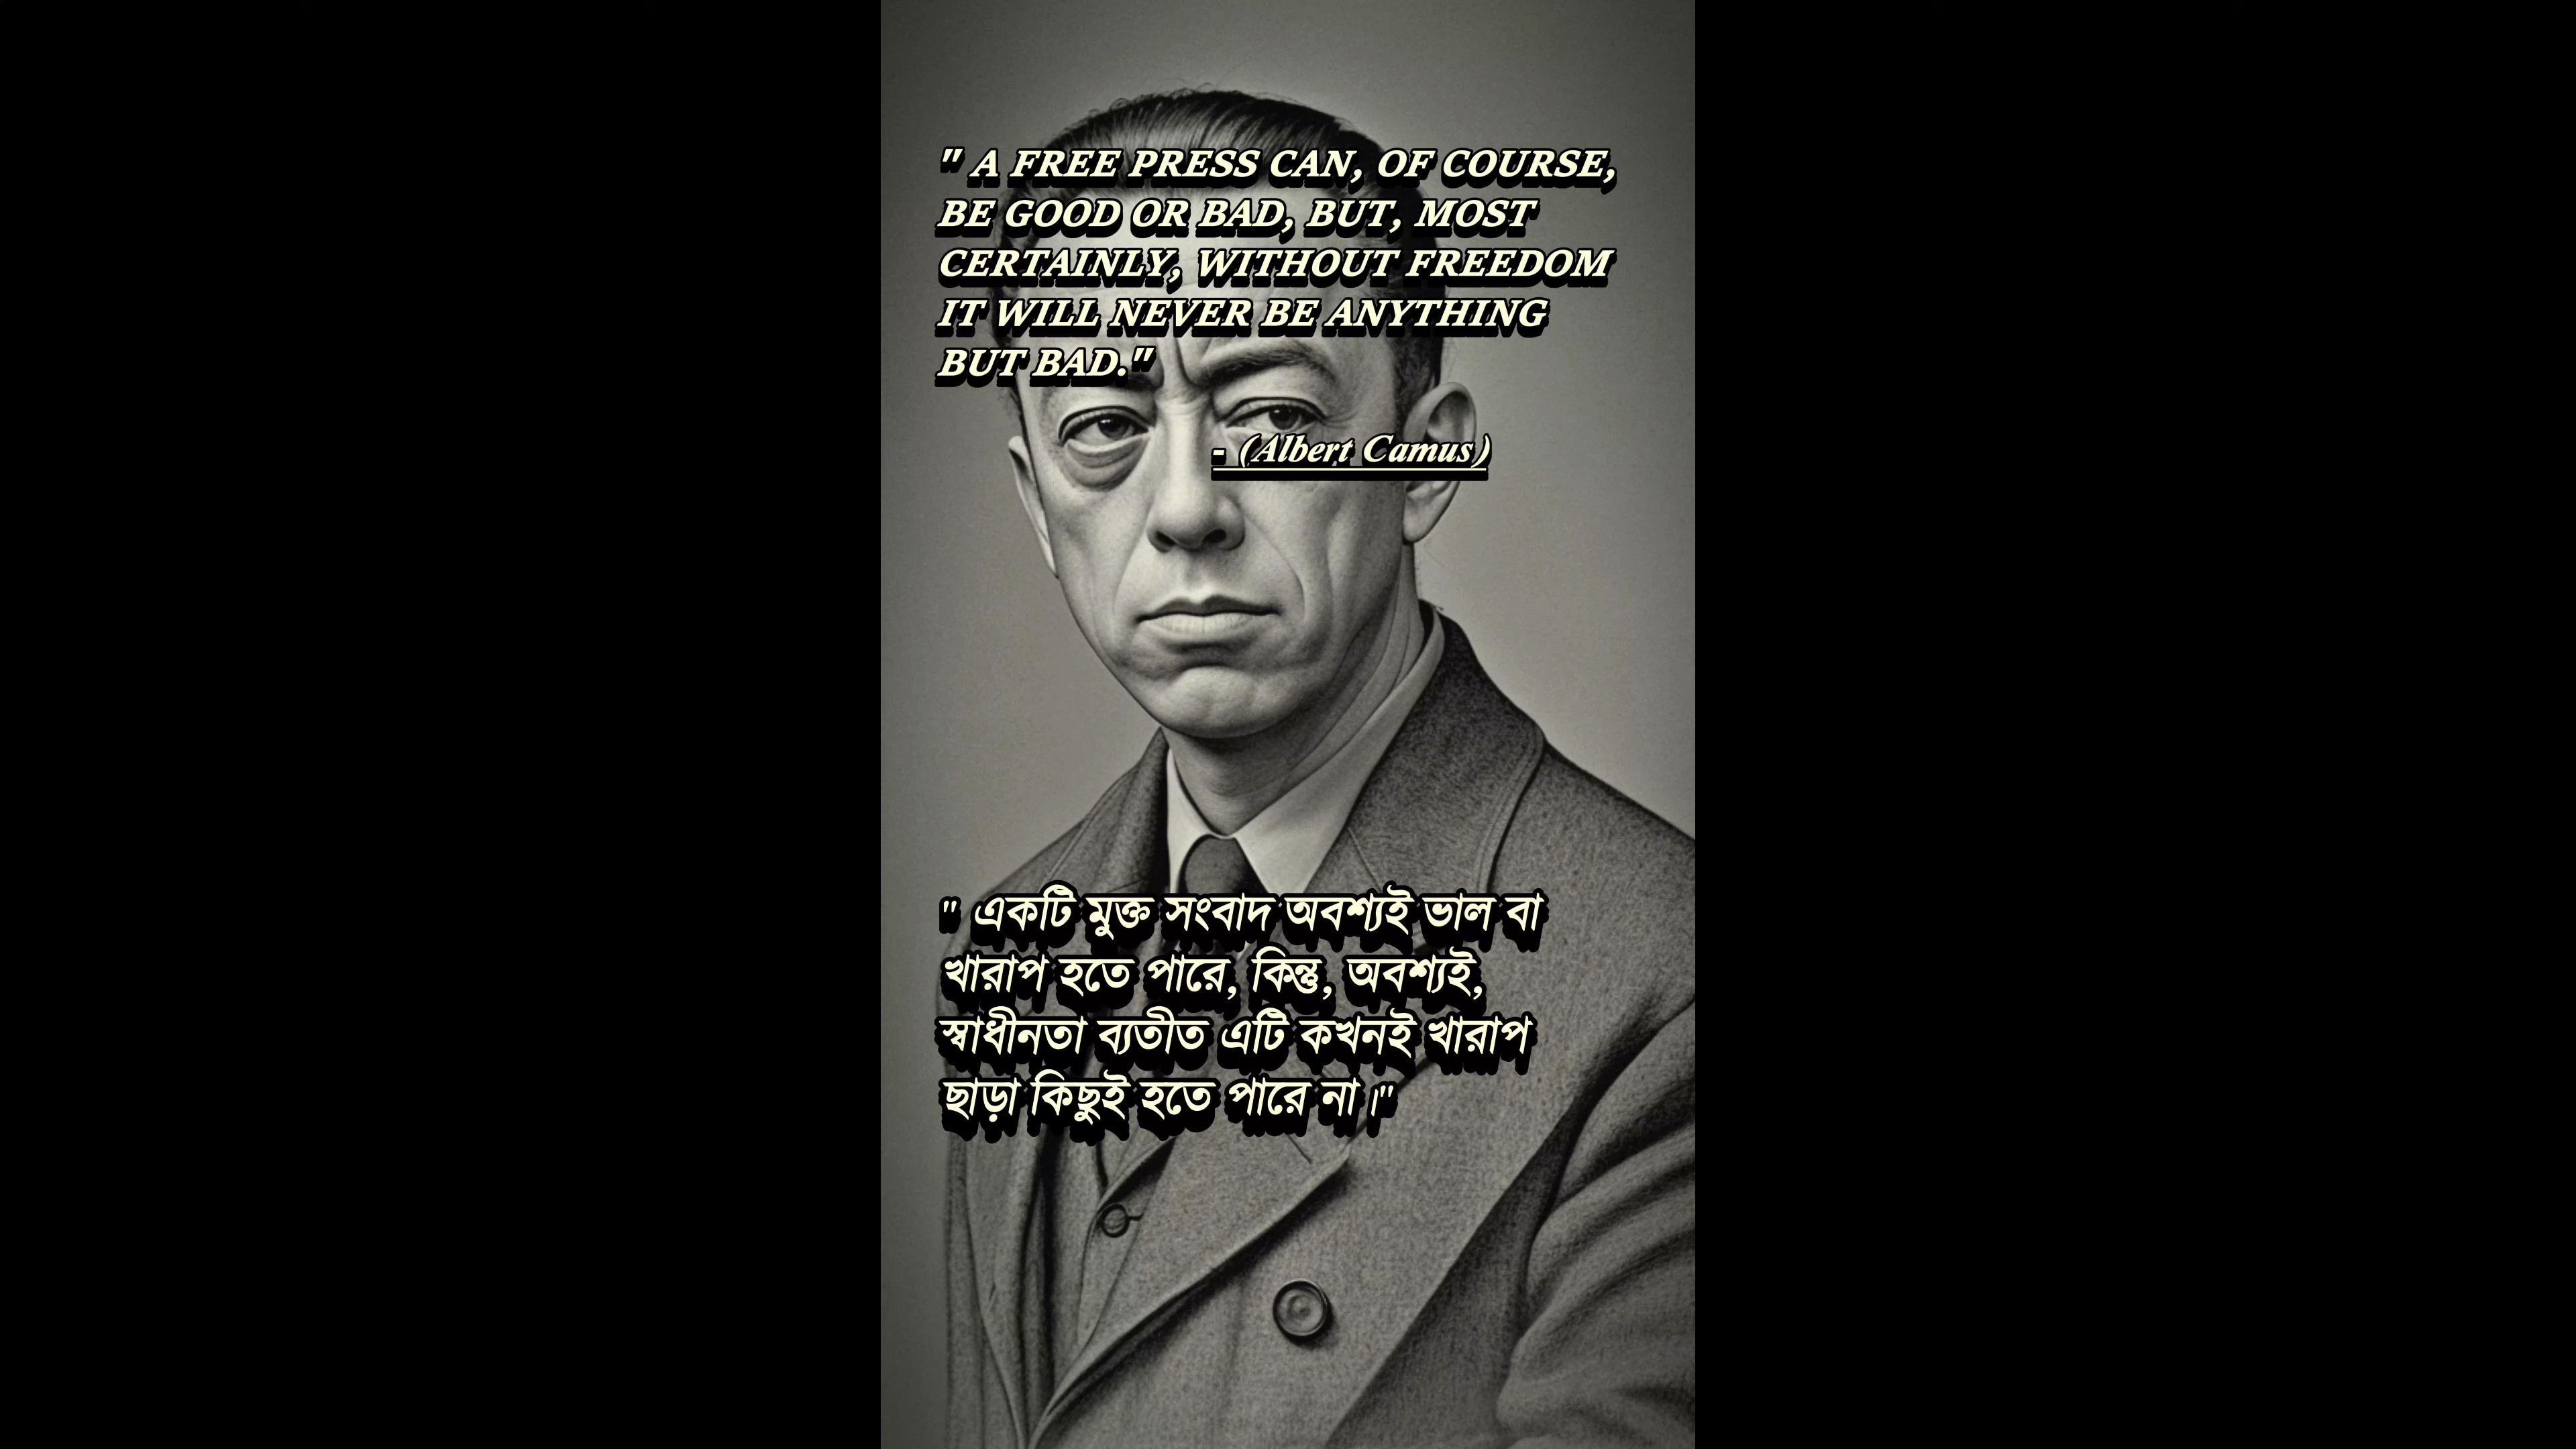 " A FREE PRESS CAN, OF COURSE,
BE GOOD OR BAD, BUT, MOST
CERTAINLY, WITHOUT FREEDOM
IT WILL NEVER BE ANYTHING
BUT BAD."
- (Albert Camus)
" একটি মুক্ত সংবাদ অবশ্যই ভাল বা
খারাপ হতে পারে, কিন্তু, অবশ্যই,
স্বাধীনতা ব্যতীত এটি কখনই খারাপ
ছাড়া কিছুই হতে পারে না।"